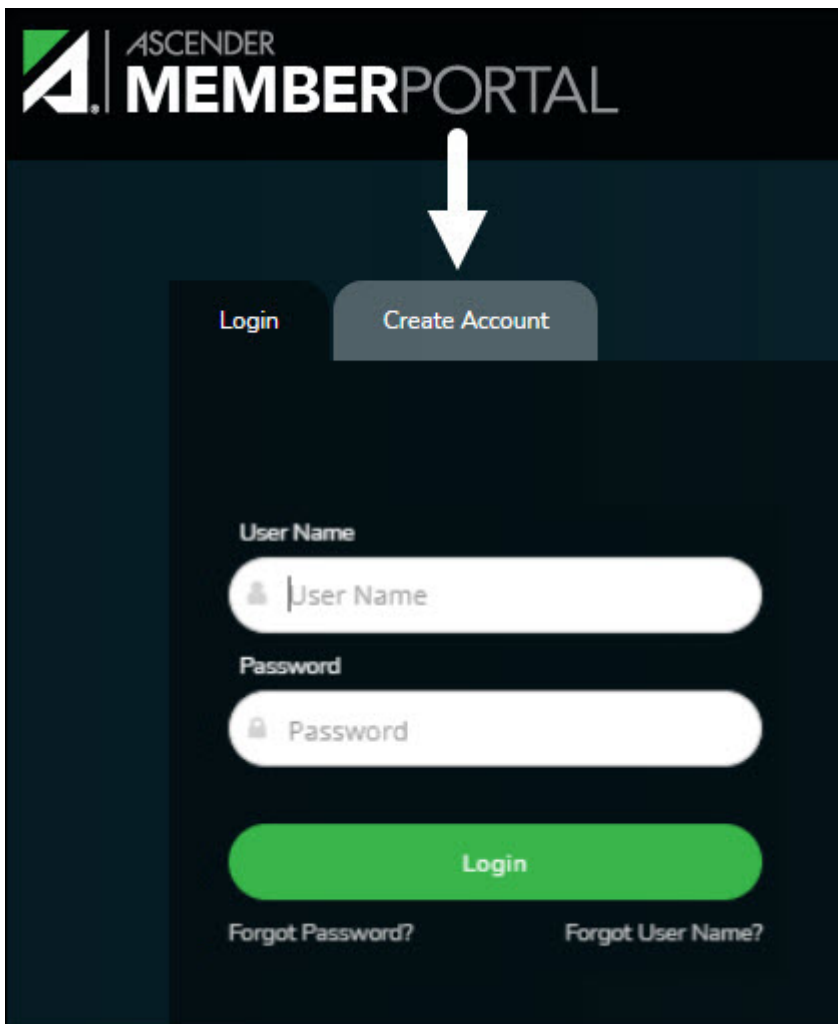 ASCENDER
MEMBERPORTAL
Login
Create Account
User Name
User Name
Password
Password
Login
Forgot Password?
Forgot User Name?